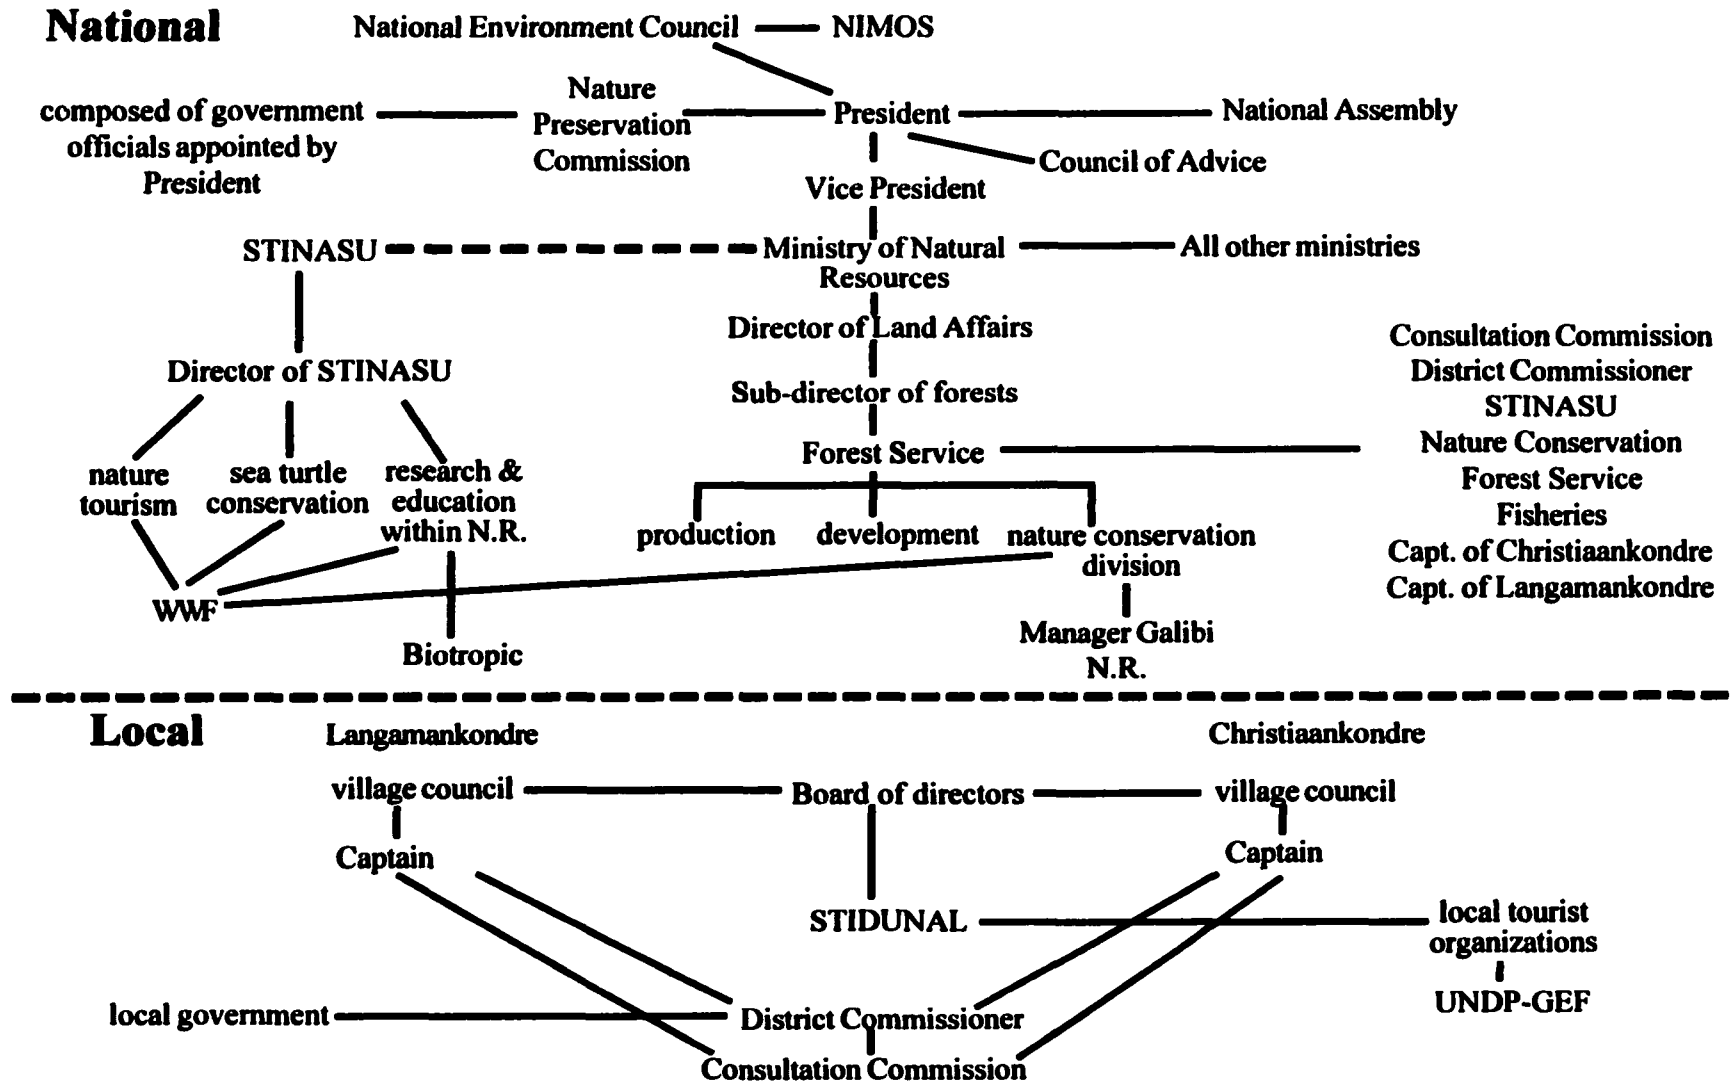 National
National Environment Council
NIMOS
composed of government
officials appointed by
President
Nature
Preservation
Commission
President
National Assembly
Council of Advice
Vice President
STINASU
Ministry of Natural
Resources
All other ministries
Director of Land Affairs
Director of STINASU
Sub-director of forests
Forest Service
Consultation Commission
District Commissioner
STINASU
Nature Conservation
Forest Service
Fisheries
Capt. of Christiaankondre
Capt. of Langamankondre
nature
tourism
sea turtle
conservation
research &
education
within N.R.
production
development
nature conservation
division
WWF
Biotropic
Manager Galibi
N.R.
Local
Langamankondre
Christiaankondre
village council
Board of directors
village council
Captain
Captain
STIDUNAL
local tourist
organizations
UNDP-GEF
local government
District Commissioner
Consultation Commission